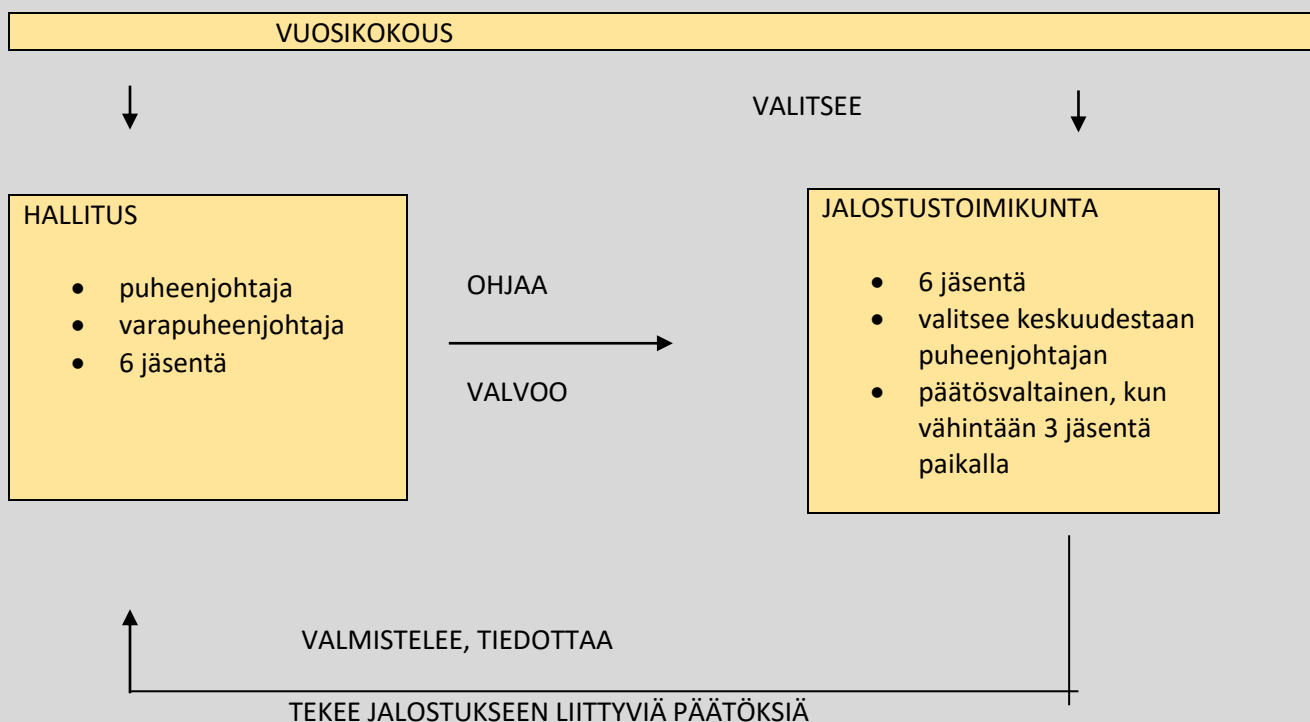 VUOSIKOKOUS
VALITSEE
HALLITUS
• puheenjohtaja
• varapuheenjohtaja
• 6 jäsentä
OHJAA
VALVOO
JALOSTUSTOIMIKUNTA
• 6 jäsentä
• valitsee keskuudestaan
puheenjohtajan
• päätösvaltainen, kun
vähintään 3 jäsentä
paikalla
VALMISTELEE, TIEDOTTAA
TEKEE JALOSTUKSEEN LIITTYVIÄ PÄÄTÖKSIÄ